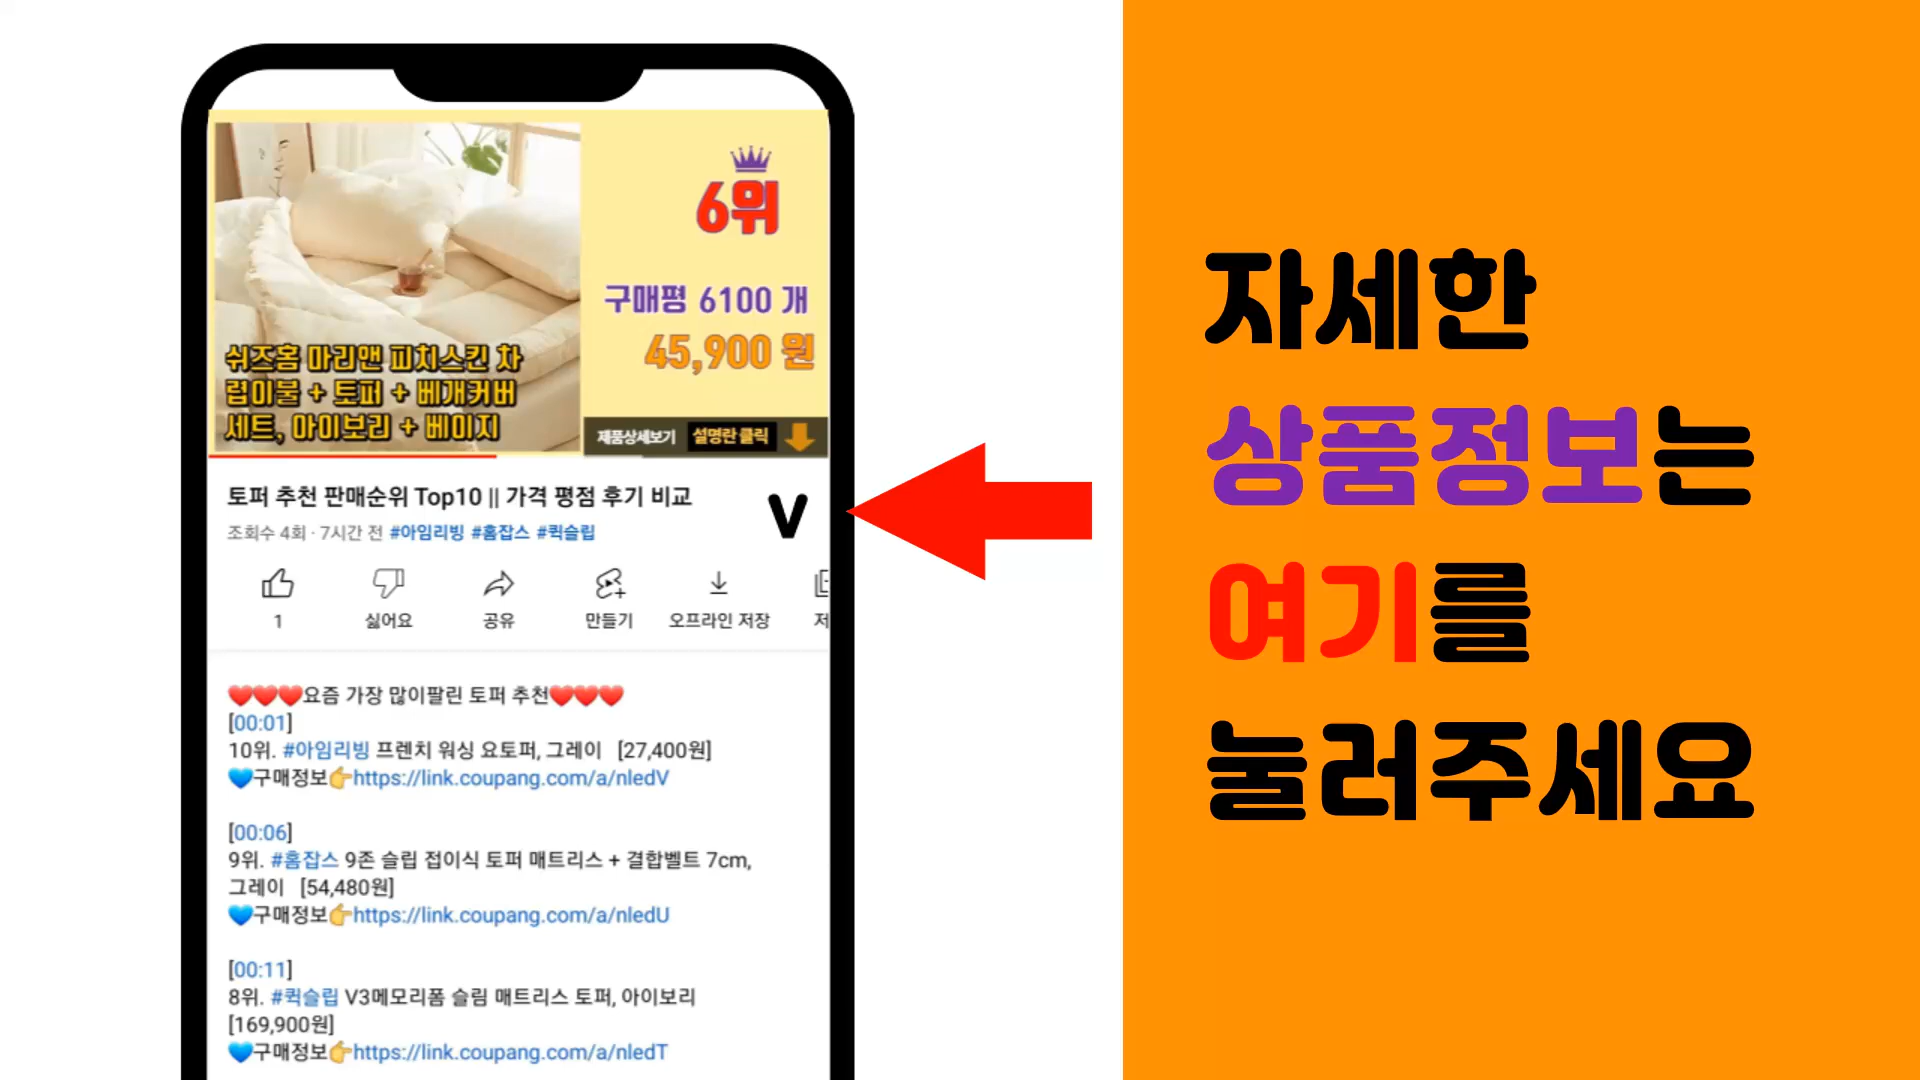 6위
구매평 6100 개
45,900 원
쉬즈홈 마리앤 피치스킨 차
렵이불 + 토퍼 + 베개커버
세트, 아이보리 + 베이지
제품상세보기 설명란 클릭
토퍼 추천 판매순위 Top10 || 가격 평점 후기 비교
V
조회수 4회 · 7시간 전 #아임리빙 #홈잡스 #퀵슬립
1 싫어요 공유 만들기 오프라인 저장 저
❤❤❤요즘 가장 많이팔린 토퍼 추천❤❤❤
[00:01]
10위. #아임리빙 프렌치 워싱 요토퍼, 그레이 [27,400원]
💙구매정보👉https://link.coupang.com/a/nledV
[00:06]
9위. #홈잡스 9존 슬립 접이식 토퍼 매트리스 + 결합벨트 7cm,
그레이 [54,480원]
💙구매정보👉https://link.coupang.com/a/nledU
[00:11]
8위. #퀵슬립 V3메모리폼 슬림 매트리스 토퍼, 아이보리
[169,900원]
💙구매정보👉https://link.coupang.com/a/nledT
자세한
상품정보는
여기를
눌러주세요